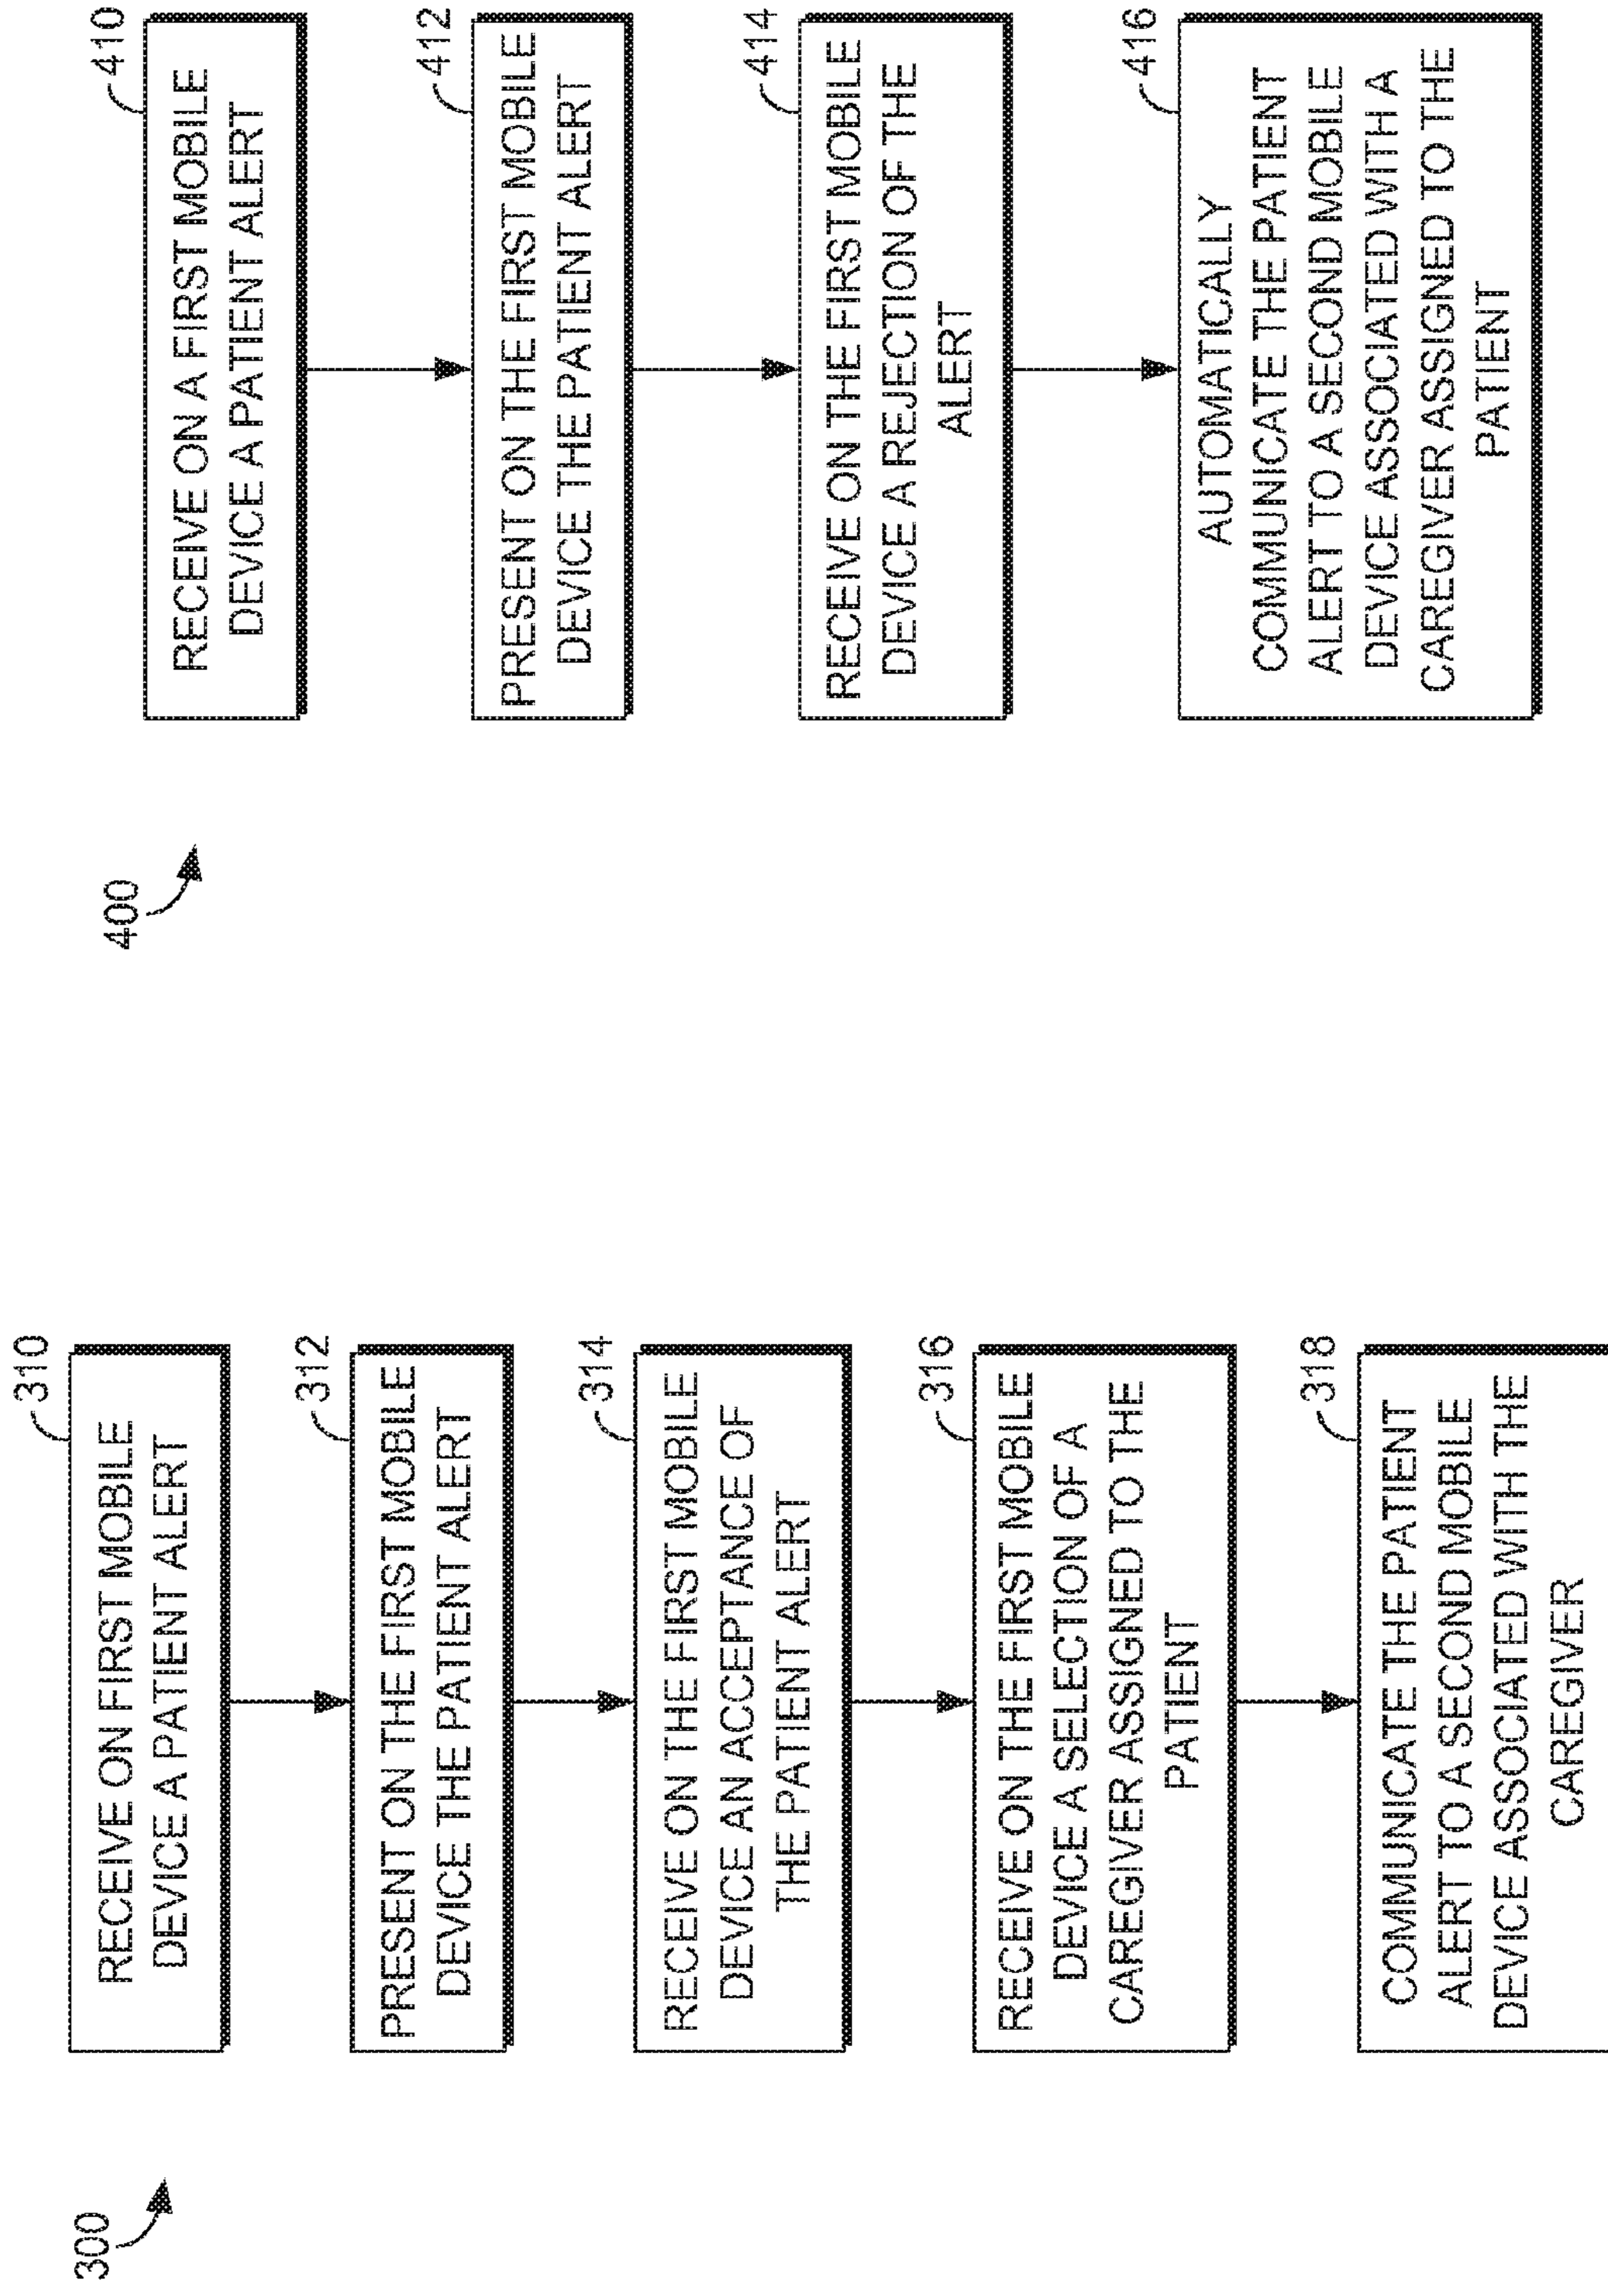 300
310
RECEIVE ON FIRST MOBILE
DEVICE A PATIENT ALERT
312
PRESENT ON THE FIRST MOBILE
DEVICE THE PATIENT ALERT
314
RECEIVE ON THE FIRST MOBILE
DEVICE AN ACCEPTANCE OF
THE PATIENT ALERT
316
RECEIVE ON THE FIRST MOBILE
DEVICE A SELECTION OF A
CAREGIVER ASSIGNED TO THE
PATIENT
318
COMMUNICATE THE PATIENT
ALERT TO A SECOND MOBILE
DEVICE ASSOCIATED WITH THE
CAREGIVER
400
410
RECEIVE ON A FIRST MOBILE
DEVICE A PATIENT ALERT
412
PRESENT ON THE FIRST MOBILE
DEVICE THE PATIENT ALERT
414
RECEIVE ON THE FIRST MOBILE
DEVICE A REJECTION OF THE
ALERT
416
AUTOMATICALLY
COMMUNICATE THE PATIENT
ALERT TO A SECOND MOBILE
DEVICE ASSOCIATED WITH A
CAREGIVER ASSIGNED TO THE
PATIENT